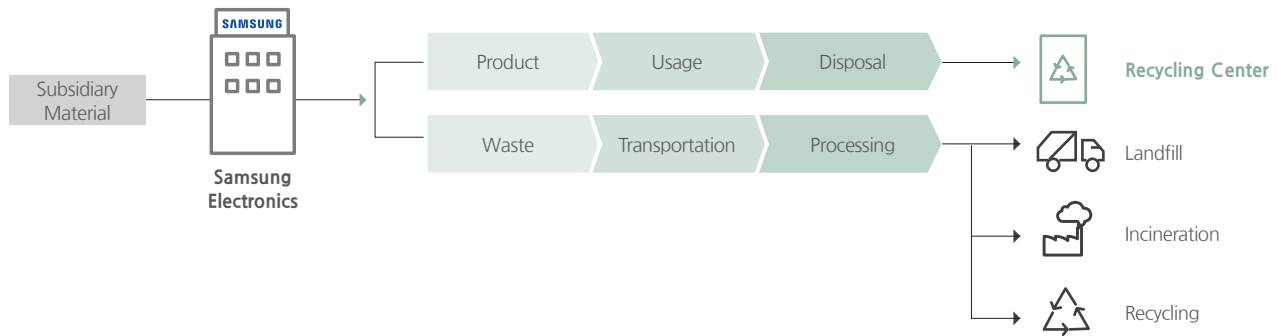 SAMSUNG
Subsidiary
Material
Samsung
Electronics
Product
Usage
Disposal
Recycling Center
Waste
Transportation
Processing
Landfill
Incineration
Recycling